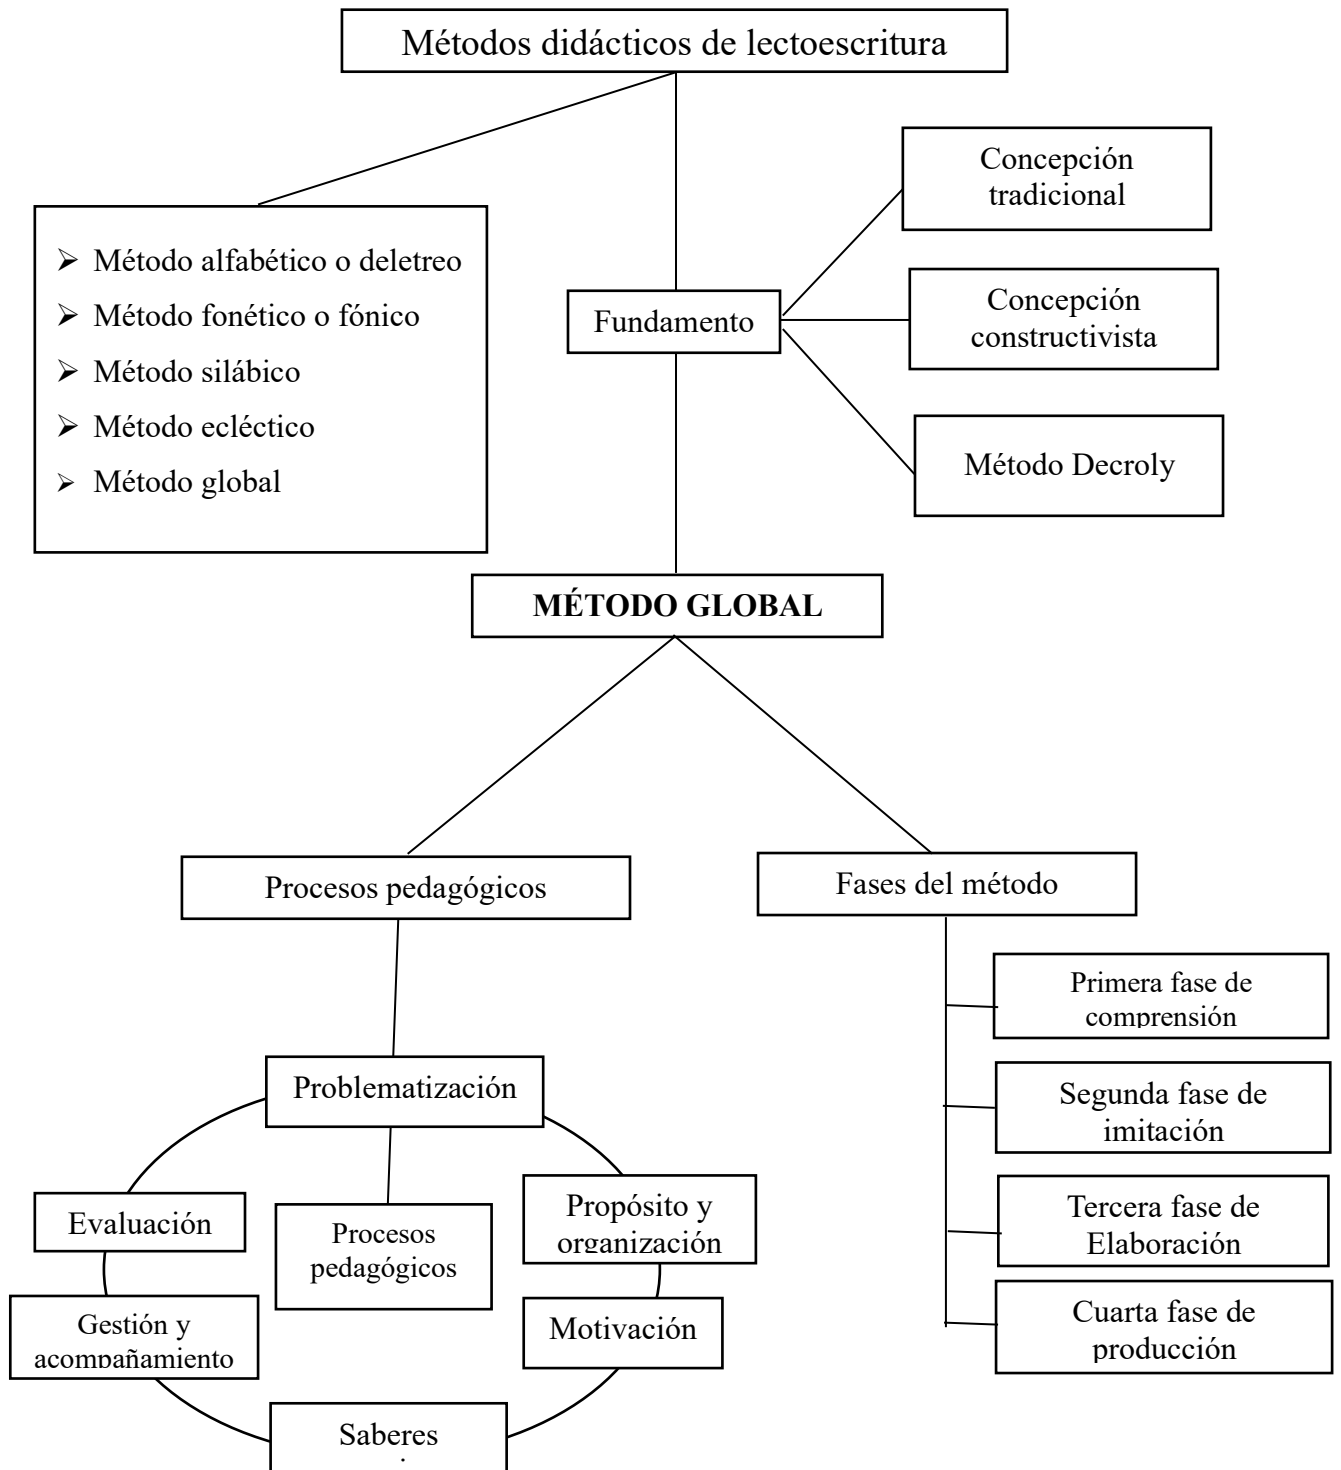 Métodos didácticos de lectoescritura
Concepción
tradicional
Método alfabético o deletreo
Método fonético o fónico
Método silábico
Método ecléctico
Método global
Fundamento
Concepción
constructivista
Método Decroly
MÉTODO GLOBAL
Procesos pedagógicos
Fases del método
Primera fase de
comprensión
Segunda fase de
imitación
Tercera fase de
Elaboración
Cuarta fase de
producción
Problematización
Evaluación
Procesos
pedagógicos
Propósito y
organización
Gestión y
acompañamiento
Motivación
Saberes